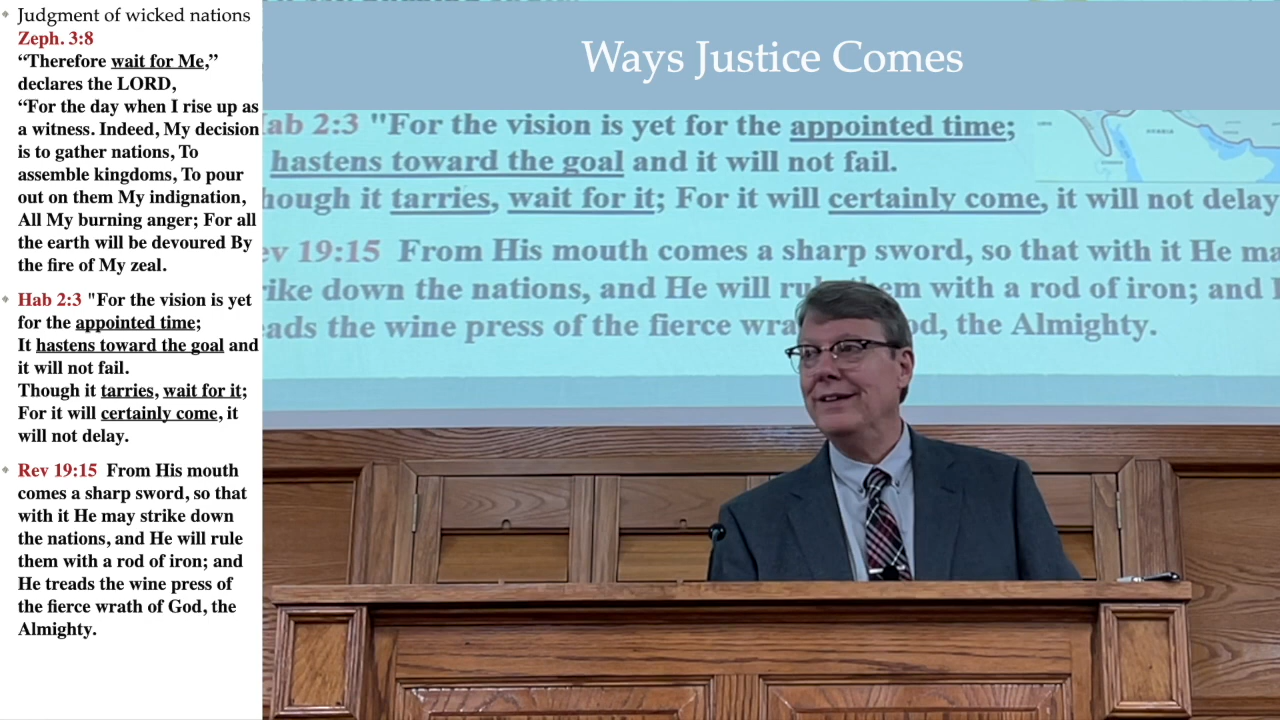 Judgment of wicked nations
Zeph. 3:8
“Therefore wait for Me,”
declares the LORD,
“For the day when I rise up as
a witness. Indeed, My decision
is to gather nations, To
assemble kingdoms, To pour
out on them My indignation,
All My burning anger; For all
the earth will be devoured By
the fire of My zeal.
Hab 2:3 "For the vision is yet
for the appointed time;
It hastens toward the goal and
it will not fail.
Though it tarries, wait for it;
For it will certainly come, it
will not delay.
Rev 19:15 From His mouth
comes a sharp sword, so that
with it He may strike down
the nations, and He will rule
them with a rod of iron; and
He treads the wine press of
the fierce wrath of God, the
Almighty.
Ways Justice Comes
ab 2:3 "For the vision is yet for the appointed time;
hastens toward the goal and it will not fail.
hough it tarries, wait for it; For it will certainly come, it will not delay
ev 19:15 From His mouth comes a sharp sword, so that with it He ma
rike down the nations, and He will ru em with a rod of iron; and
eads the wine press of the fierce wra od, the Almighty.